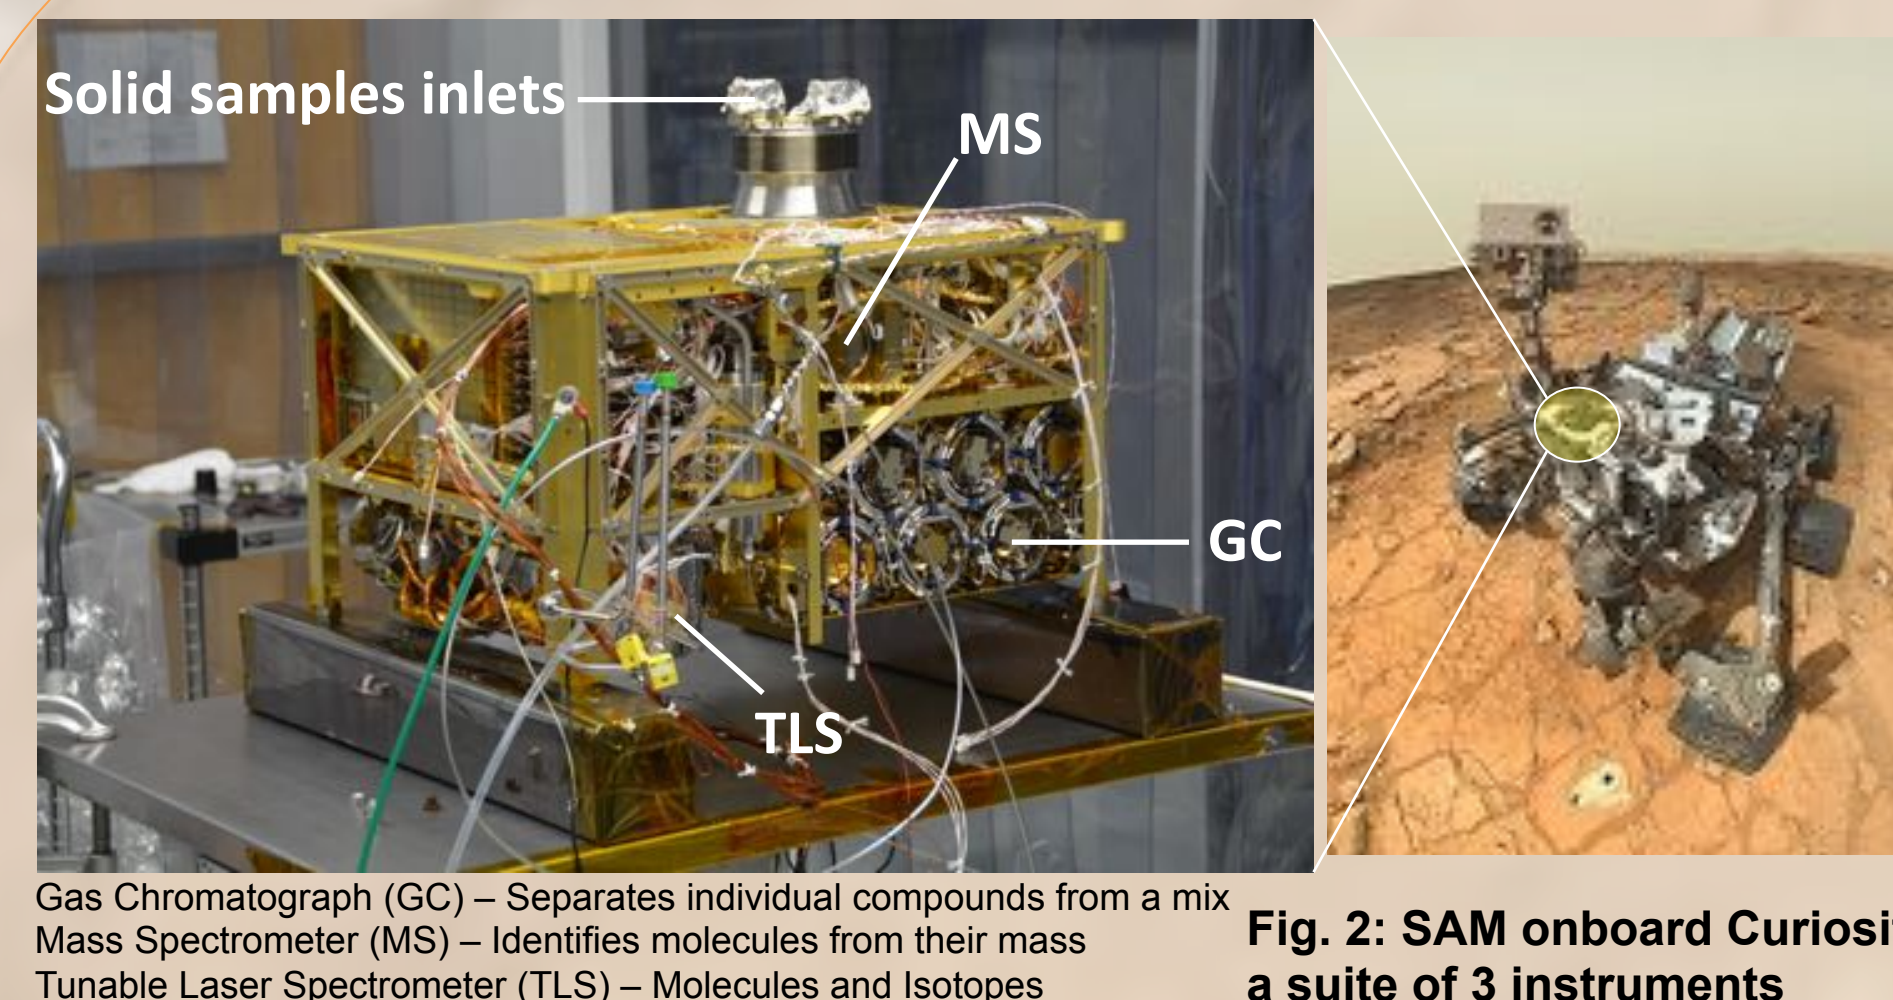 Solid samples inlets
MS
GC
TLS
Gas Chromatograph (GC) – Separates individual compounds from a mix
Mass Spectrometer (MS) – Identifies molecules from their mass
Tunable Laser Spectrometer (TLS) – Molecules and Isotopes
Fig. 2: SAM onboard Curiosi
a suite of 3 instruments